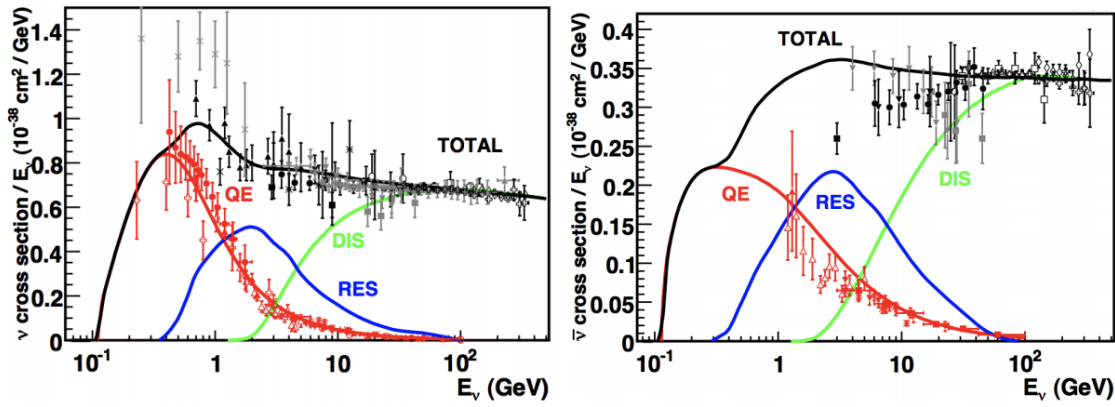 ν cross section / Eν (10⁻³⁸ cm² / GeV)
1.4
1.2
1
0.8
0.6
0.4
0.2
0
TOTAL
QE
DIS
RES
10⁻¹ 1 10 10²
Eν (GeV)
ν̄ cross section / Eν (10⁻³⁸ cm² / GeV)
0.4
0.35
0.3
0.25
0.2
0.15
0.1
0.05
0
TOTAL
QE
RES
DIS
10⁻¹ 1 10 10²
Eν (GeV)